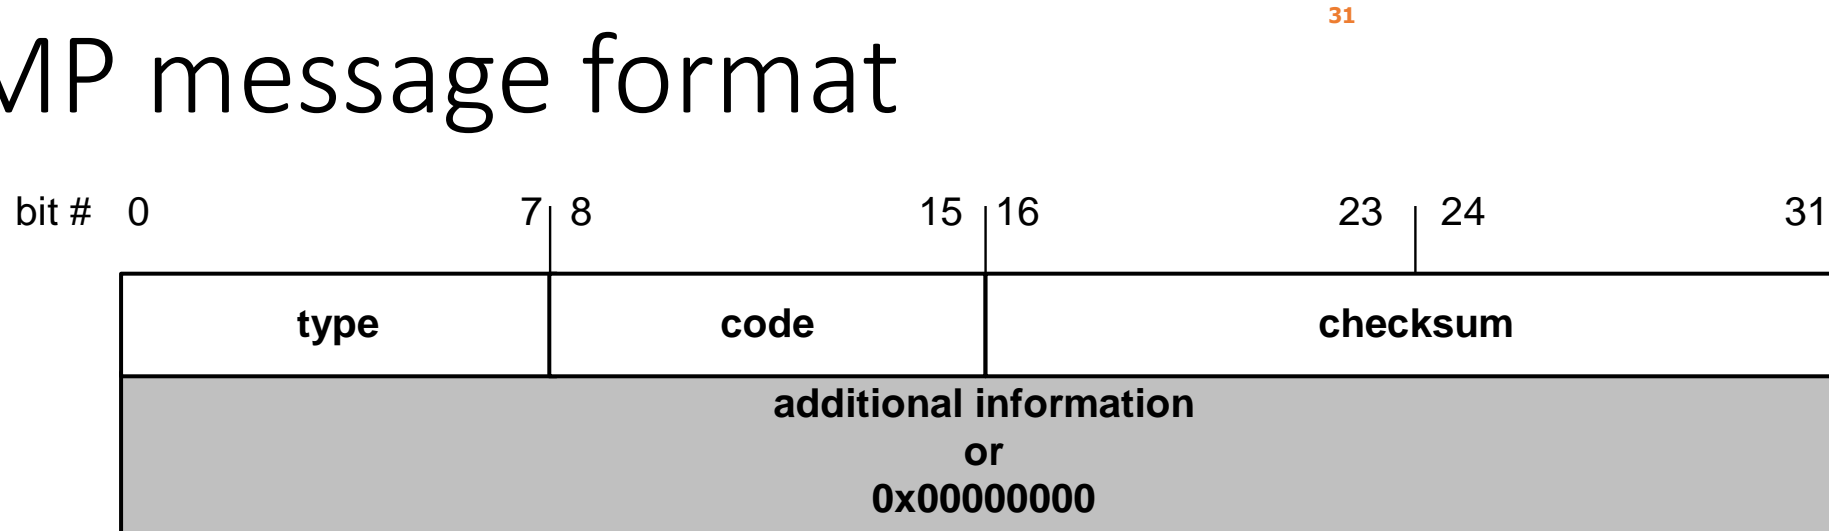 31
MP message format
bit # 0 7 8 15 16 23 24 31
type code checksum
additional information
or
0x00000000